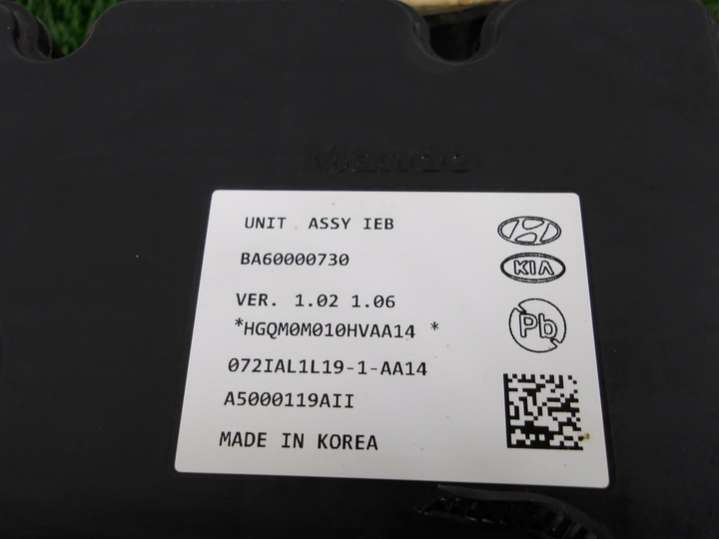 UNIT ASSY IEB
BA60000730
VER. 1.02 1.06
*HGQM0M010HVAA14 *
072IAL1L19-1-AA14
A5000119AII
MADE IN KOREA
KIA
Pb